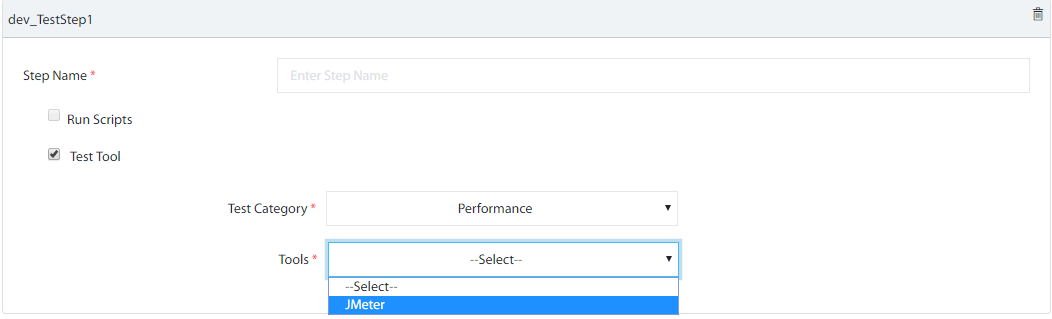 dev_TestStep1
Step Name *
Enter Step Name
Run Scripts
Test Tool
Test Category * Performance
Tools * --Select--
--Select--
JMeter